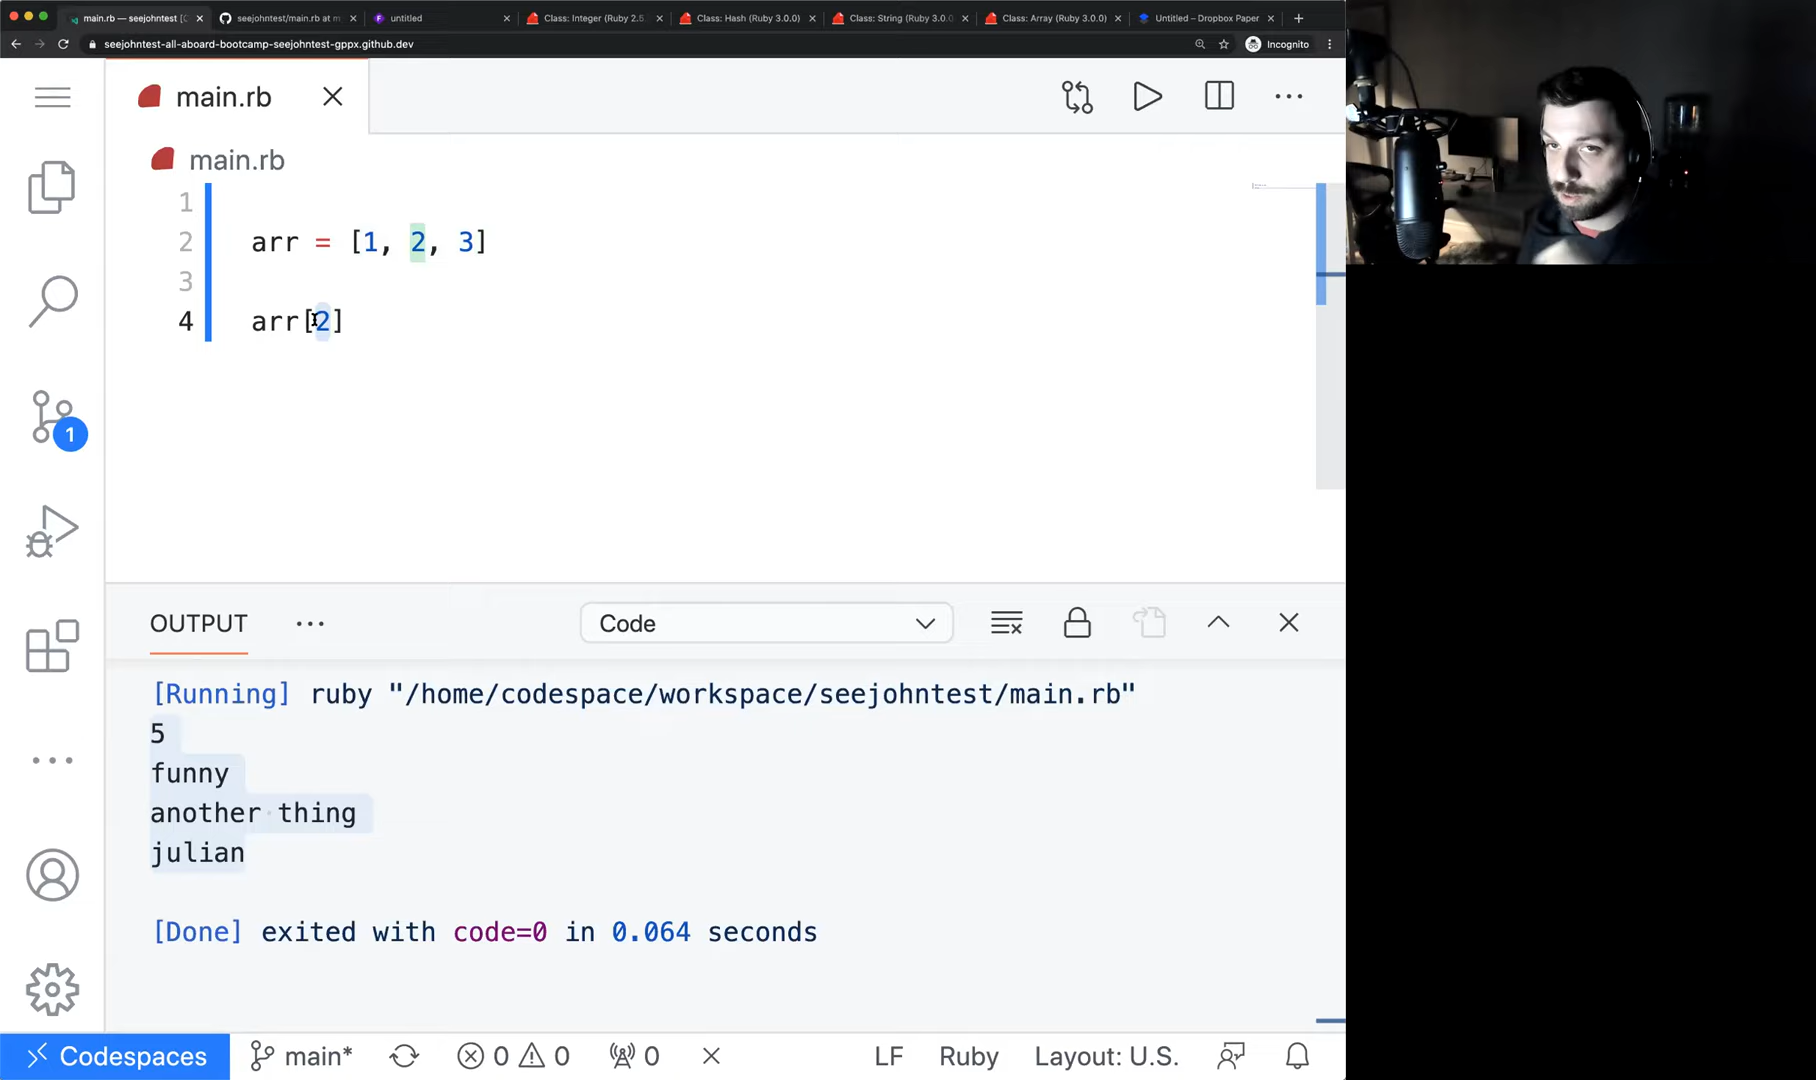 main.rb — seejohntest [C
seejohntest/main.rb at m
untitled
Class: Integer (Ruby 2.5.
Class: Hash (Ruby 3.0.0)
Class: String (Ruby 3.0.0
Class: Array (Ruby 3.0.0)
Untitled – Dropbox Paper
seejohntest-all-aboard-bootcamp-seejohntest-gppx.github.dev
Incognito
main.rb
main.rb
1
2 arr = [1, 2, 3]
3
4 arr[2]
1
OUTPUT
Code
[Running] ruby "/home/codespace/workspace/seejohntest/main.rb"
5
funny
another thing
julian
[Done] exited with code=0 in 0.064 seconds
Codespaces main* 0 0 0 LF Ruby Layout: U.S.